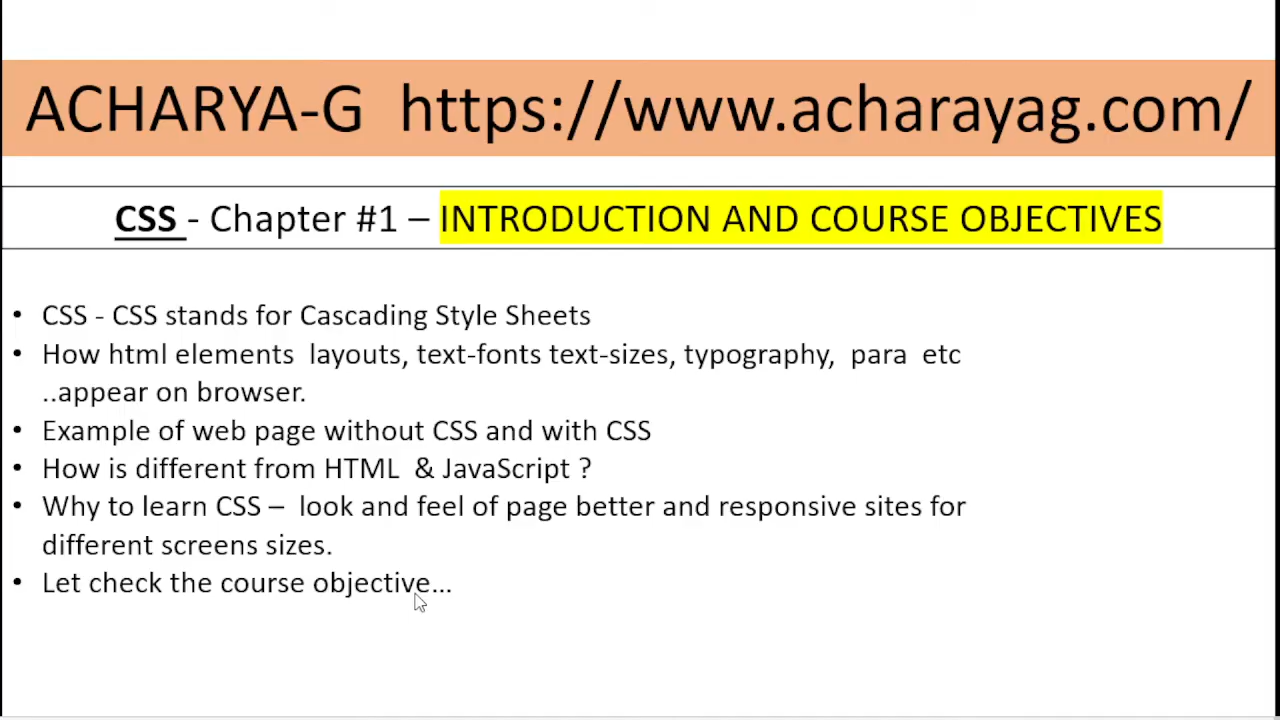 ACHARYA-G https://www.acharayag.com/
CSS - Chapter #1 – INTRODUCTION AND COURSE OBJECTIVES
• CSS - CSS stands for Cascading Style Sheets
• How html elements layouts, text-fonts text-sizes, typography, para etc
..appear on browser.
• Example of web page without CSS and with CSS
• How is different from HTML & JavaScript ?
• Why to learn CSS – look and feel of page better and responsive sites for
different screens sizes.
• Let check the course objective...